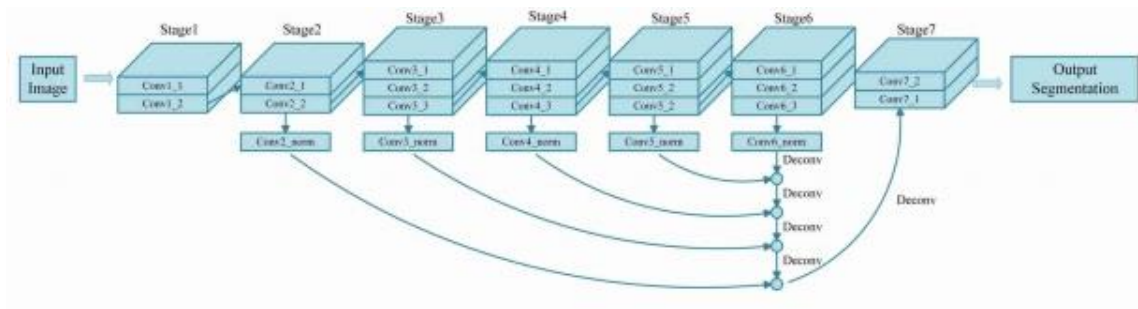 Stage1
Stage2
Stage3
Stage4
Stage5
Stage6
Stage7
Input
Image
Conv1_1
Conv1_2
Conv2_1
Conv2_2
Conv3_1
Conv3_2
Conv3_3
Conv4_1
Conv4_2
Conv4_3
Conv5_1
Conv5_2
Conv5_2
Conv6_1
Conv6_2
Conv6_3
Conv7_2
Conv7_1
Output
Segmentation
Conv2_norm
Conv3_norm
Conv4_norm
Conv5_norm
Conv6_norm
Deconv
Deconv
Deconv
Deconv
Deconv